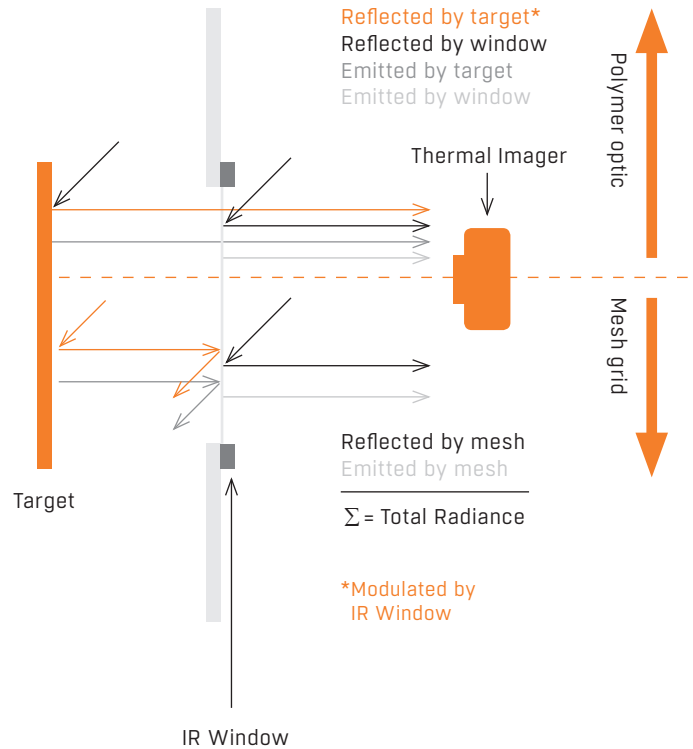 Reflected by target*
Reflected by window
Emitted by target
Emitted by window
Polymer optic
Thermal Imager
Mesh grid
Reflected by mesh
Emitted by mesh
Σ = Total Radiance
Target
*Modulated by
IR Window
IR Window